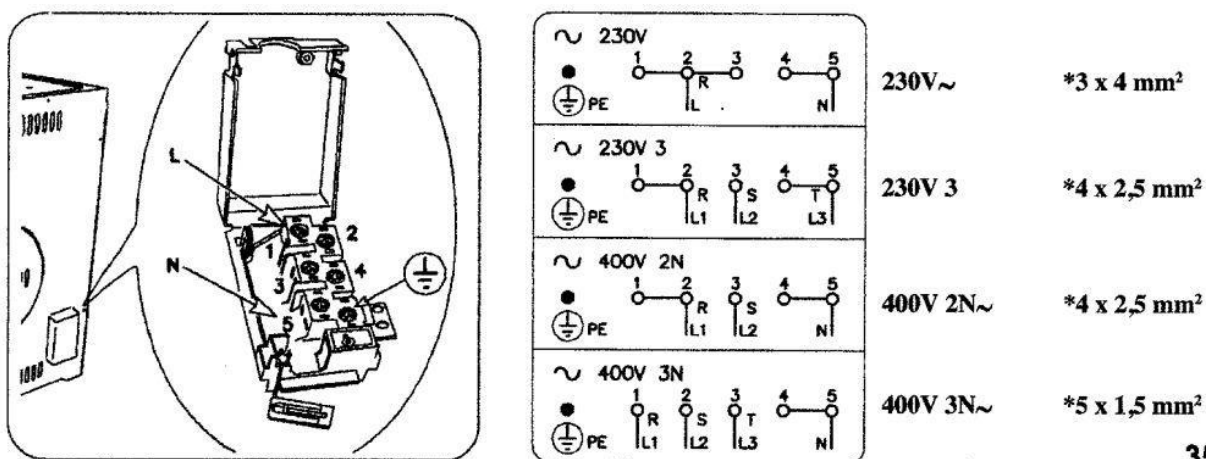 L
N
1
2
3
4
5
~ 230V
1 2 3 4 5
R
PE L N
230V~ *3 x 4 mm²
~ 230V 3
1 2 3 4 5
R S T
PE L1 L2 L3
230V 3 *4 x 2,5 mm²
~ 400V 2N
1 2 3 4 5
R S
PE L1 L2 N
400V 2N~ *4 x 2,5 mm²
~ 400V 3N
1 2 3 4 5
R S T
PE L1 L2 L3 N
400V 3N~ *5 x 1,5 mm²